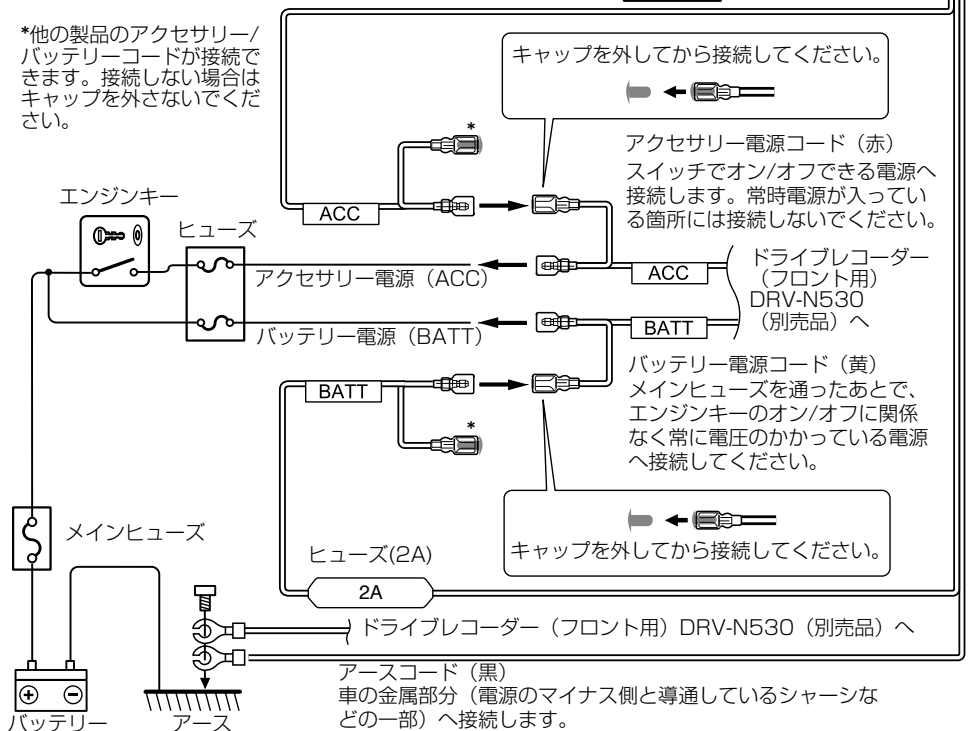 *他の製品のアクセサリー/
バッテリーコードが接続で
きます。接続しない場合は
キャップを外さないでくだ
さい。
キャップを外してから接続してください。
*
アクセサリー電源コード（赤）
スイッチでオン/オフできる電源へ
接続します。常時電源が入ってい
る箇所には接続しないでください。
エンジンキー
ヒューズ
ACC
アクセサリー電源（ACC）
ACC
ドライブレコーダー
（フロント用）
DRV-N530
（別売品）へ
バッテリー電源（BATT）
BATT
バッテリー電源コード（黄）
メインヒューズを通ったあとで、
エンジンキーのオン/オフに関係
なく常に電圧のかかっている電源
へ接続してください。
BATT
*
キャップを外してから接続してください。
メインヒューズ
ヒューズ(2A)
2A
ドライブレコーダー（フロント用）DRV-N530（別売品）へ
アースコード（黒）
車の金属部分（電源のマイナス側と導通しているシャーシな
どの一部）へ接続します。
バッテリー
アース